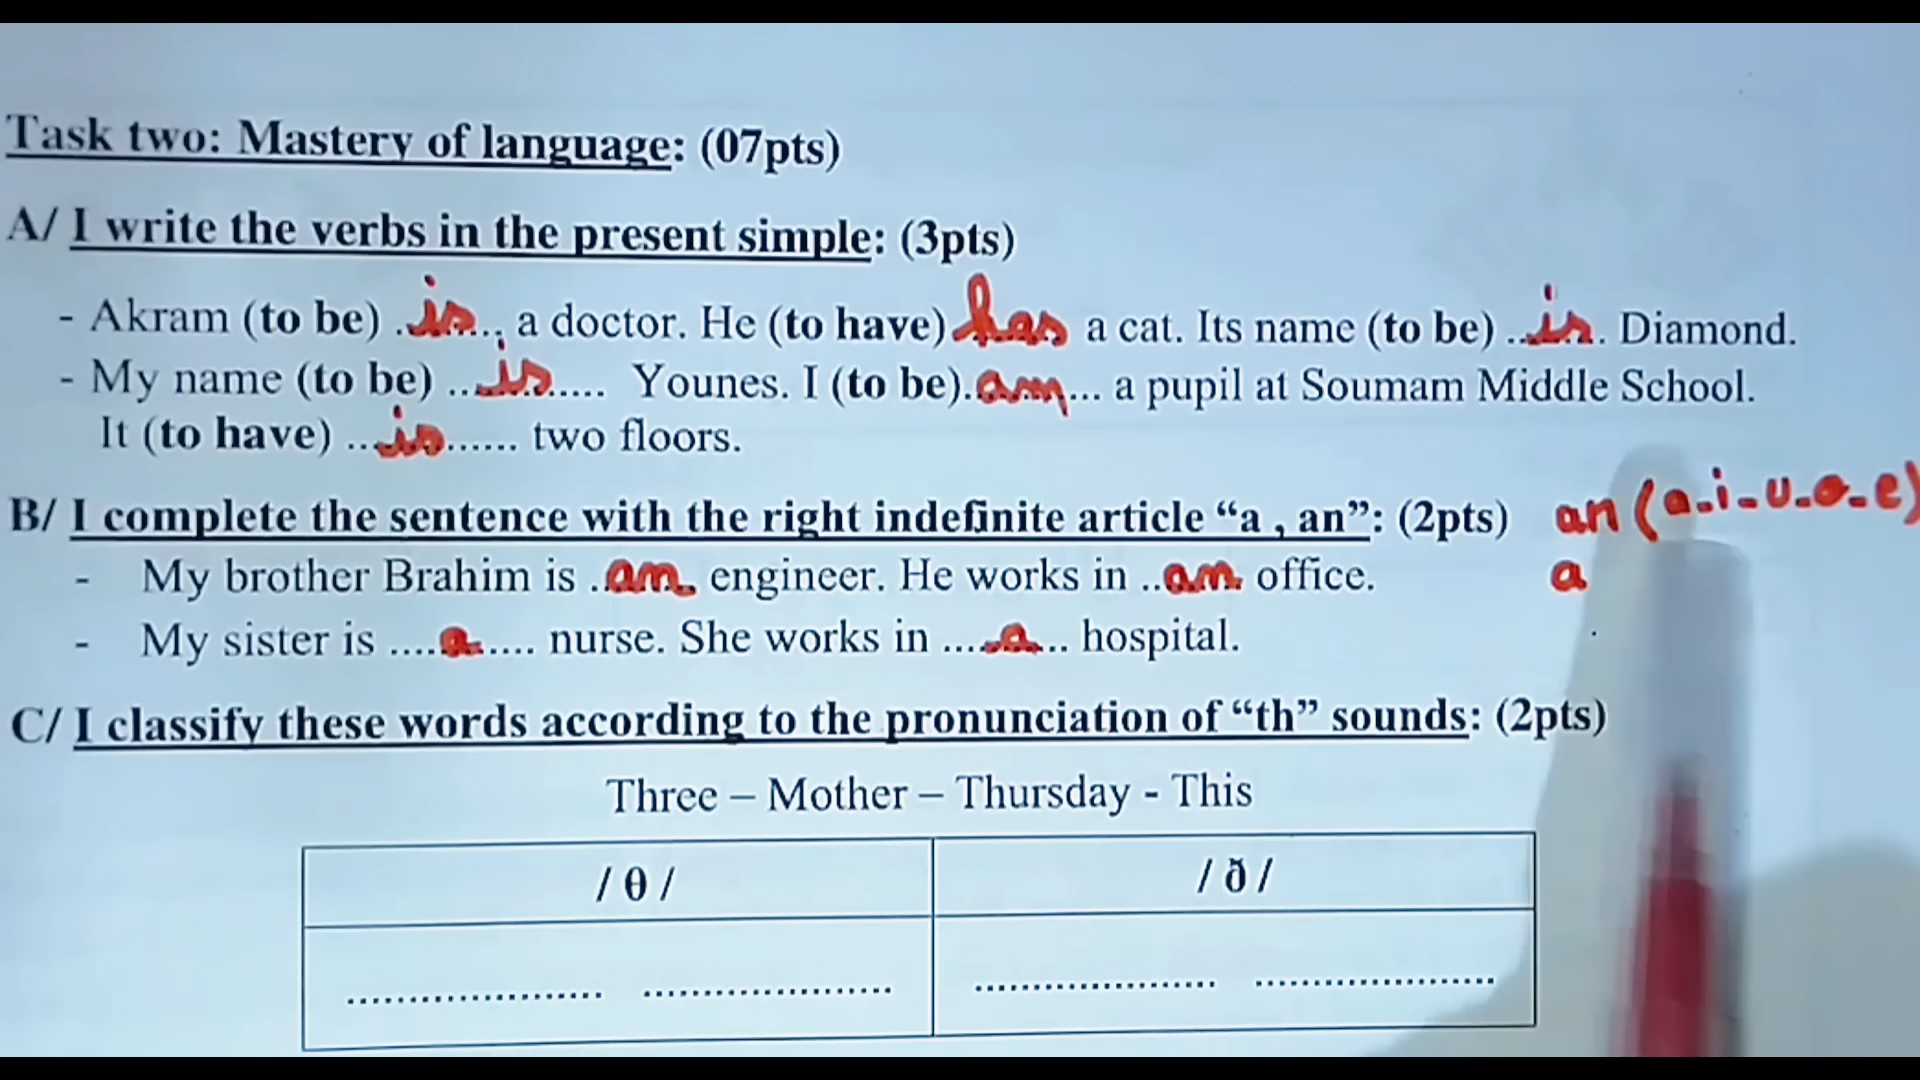 Task two: Mastery of language: (07pts)
A/ I write the verbs in the present simple: (3pts)
- Akram (to be) ..is...., a doctor. He (to have) has a cat. Its name (to be) ..is.. Diamond.
- My name (to be) ...is..... Younes. I (to be).am... a pupil at Soumam Middle School.
It (to have) ...is...... two floors.
B/ I complete the sentence with the right indefinite article “a , an”: (2pts) an (a-i-u-o-e)
- My brother Brahim is .an.. engineer. He works in ..an. office. a
- My sister is ....a.... nurse. She works in ....a.. hospital.
C/ I classify these words according to the pronunciation of “th” sounds: (2pts)
Three – Mother – Thursday - This
/ θ / / ð /
........................ ........................ ........................ ........................